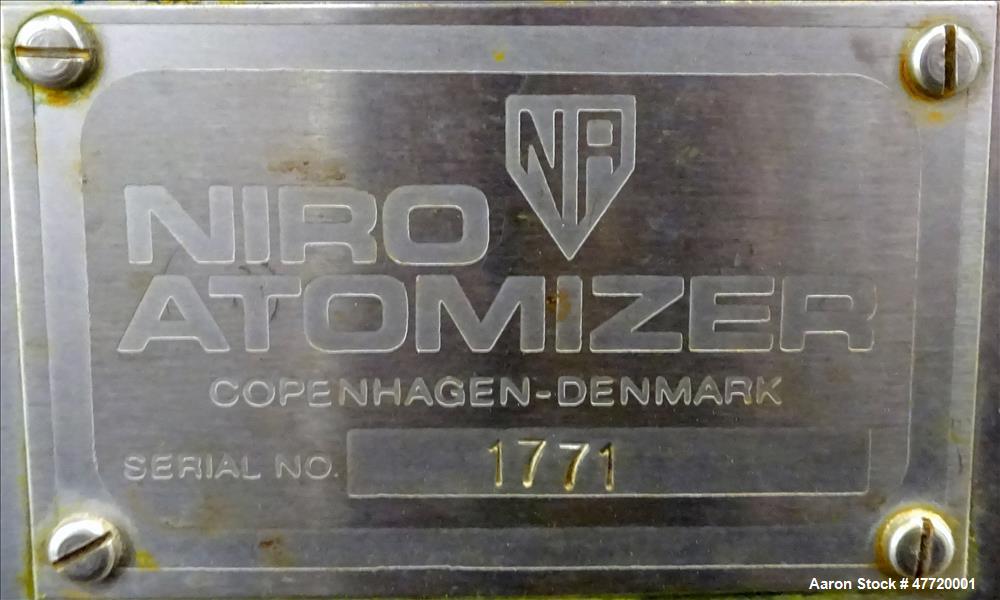 NA
NIRO
ATOMIZER
COPENHAGEN-DENMARK
SERIAL NO. 1771
Aaron Stock # 47720001